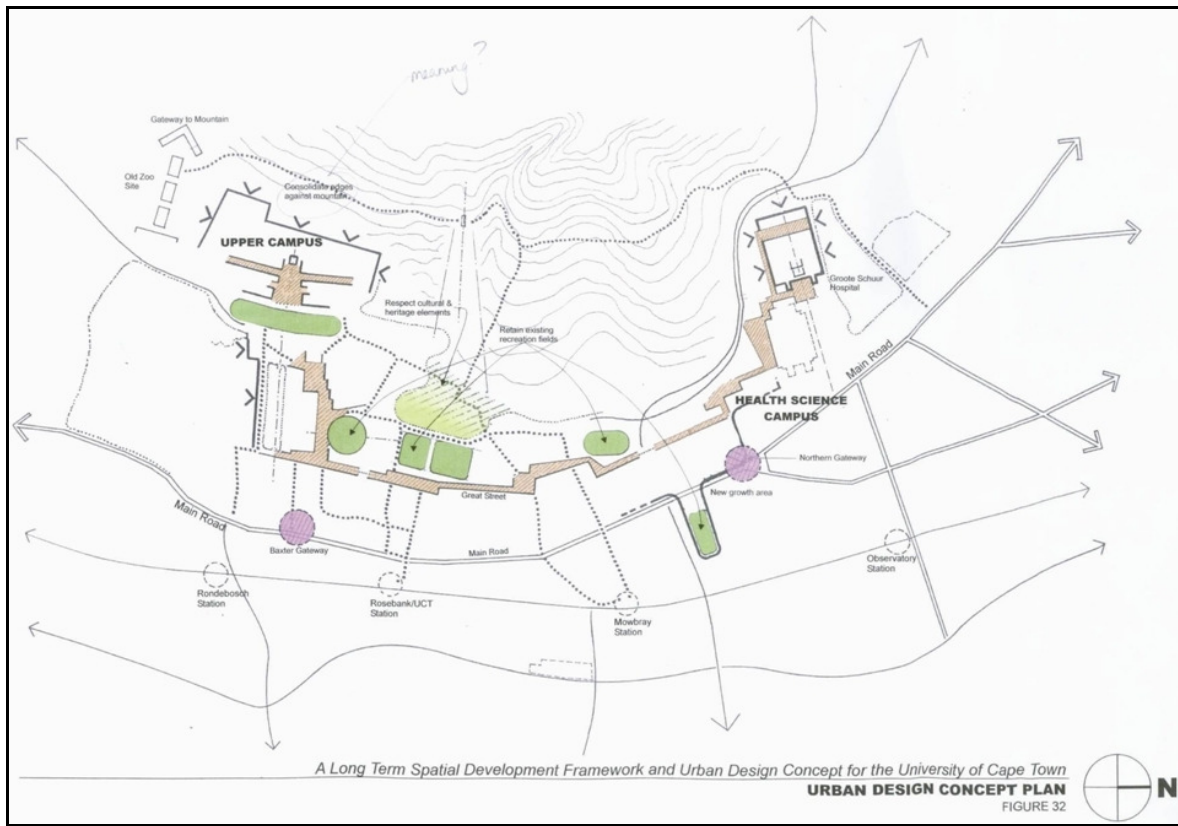 meaning?
Gateway to Mountain
Old Zoo
Site
Consolidate edges
against mountain
UPPER CAMPUS
Respect cultural &
heritage elements
Retain existing
recreation fields
Groote Schuur
Hospital
Main Road
HEALTH SCIENCE
CAMPUS
Northern Gateway
New growth area
Great Street
Main Road
Baxter Gateway
Main Road
Rondebosch
Station
Rosebank/UCT
Station
Mowbray
Station
Observatory
Station
A Long Term Spatial Development Framework and Urban Design Concept for the University of Cape Town
URBAN DESIGN CONCEPT PLAN
FIGURE 32
N